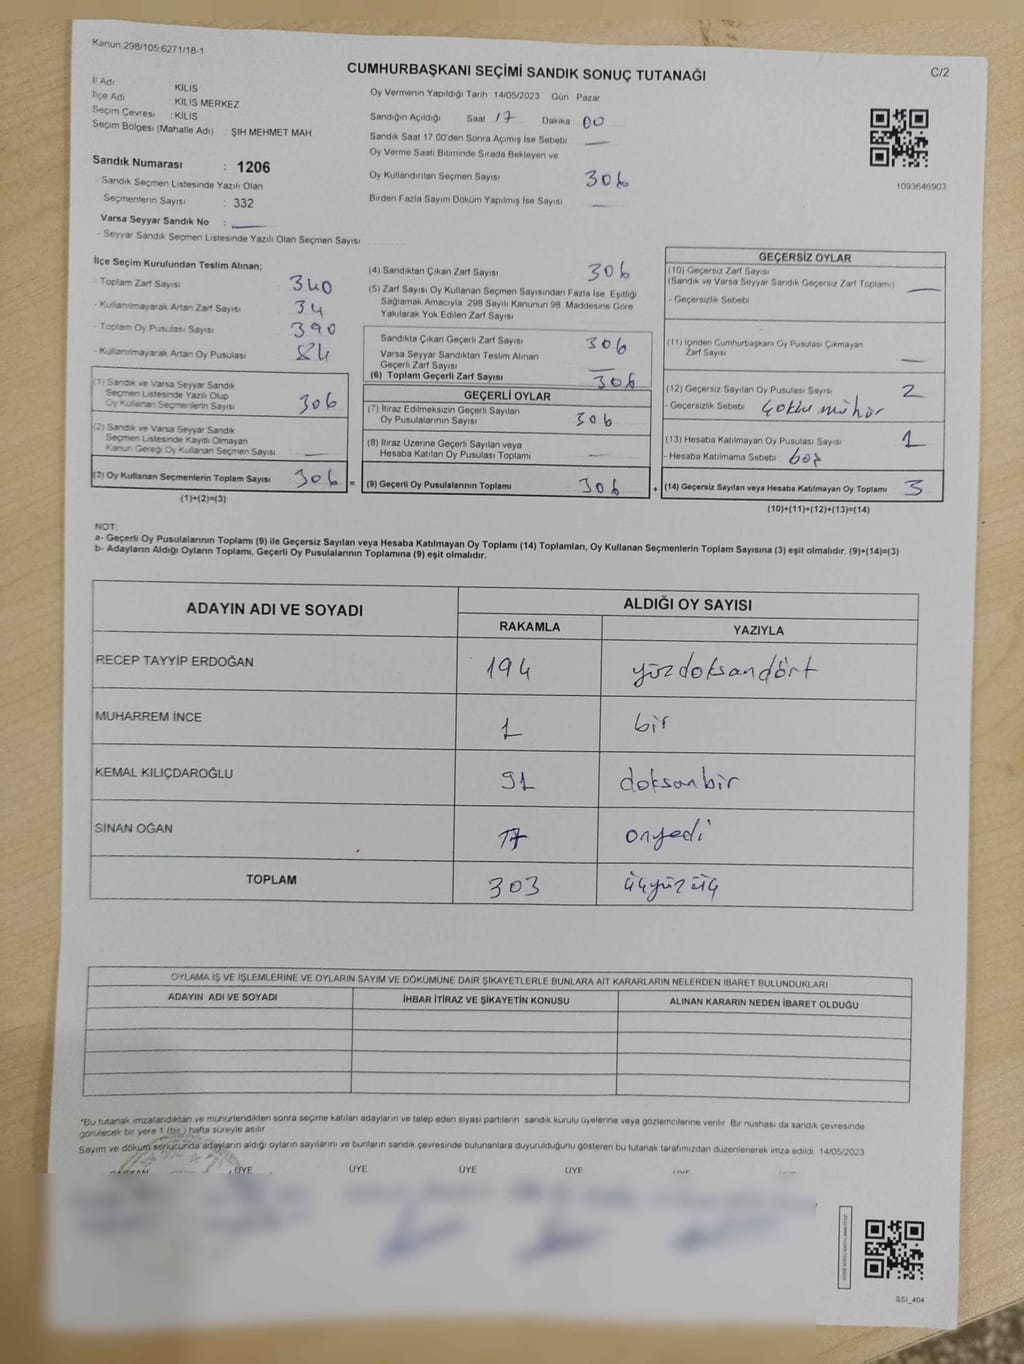 Kanun:298/105,6271/18-1
C/2
CUMHURBAŞKANI SEÇİMİ SANDIK SONUÇ TUTANAĞI
İl Adı KİLİS
İlçe Adı : KİLİS MERKEZ
Seçim Çevresi : KİLİS
Seçim Bölgesi (Mahalle Adı) : ŞIH MEHMET MAH
Sandık Numarası : 1206
- Sandık Seçmen Listesinde Yazılı Olan
Seçmenlerin Sayısı : 332
Varsa Seyyar Sandık No :
- Seyyar Sandık Seçmen Listesinde Yazılı Olan Seçmen Sayısı
Oy Vermenin Yapıldığı Tarih : 14/05/2023 Gün : Pazar
Sandığın Açıldığı Saat 17 Dakika 00
Sandık Saat 17.00'den Sonra Açımış İse Sebebi
Oy Verme Saati Bitiminde Sırada Bekleyen ve
Oy Kullandırılan Seçmen Sayısı 306
Birden Fazla Sayım Döküm Yapılmış İse Sayısı
1093646903
İlçe Seçim Kurulundan Teslim Alınan;
- Toplam Zarf Sayısı 340
- Kullanılmayarak Artan Zarf Sayısı 34
- Toplam Oy Pusulası Sayısı 390
- Kullanılmayarak Artan Oy Pusulası 84
(1) Sandık ve Varsa Seyyar Sandık
Seçmen Listesinde Yazılı Olup
Oy Kullanan Seçmenlerin Sayısı 306
(2) Sandık ve Varsa Seyyar Sandık
Seçmen Listesinde Kayıtlı Olmayan
Kanun Gereği Oy Kullanan Seçmen Sayısı
(3) Oy Kullanan Seçmenlerin Toplam Sayısı 306 =
(1)+(2)=(3)
(4) Sandıktan Çıkan Zarf Sayısı 306
(5) Zarf Sayısı Oy Kullanan Seçmen Sayısından Fazla İse, Eşitliği
Sağlamak Amacıyla 298 Sayılı Kanunun 98. Maddesine Göre
Yakılarak Yok Edilen Zarf Sayısı
Sandıkta Çıkan Geçerli Zarf Sayısı 306
Varsa Seyyar Sandıktan Teslim Alınan
Geçerli Zarf Sayısı
(6) Toplam Geçerli Zarf Sayısı 306
GEÇERLİ OYLAR
(7) İtiraz Edilmeksizin Geçerli Sayılan
Oy Pusulalarının Sayısı 306
(8) İtiraz Üzerine Geçerli Sayılan veya
Hesaba Katılan Oy Pusulası Toplamı
(9) Geçerli Oy Pusulalarının Toplamı 306 +
GEÇERSİZ OYLAR
(10) Geçersiz Zarf Sayısı
(Sandık ve Varsa Seyyar Sandık Geçersiz Zarf Toplamı)
- Geçersizlik Sebebi
(11) İçinden Cumhurbaşkanı Oy Pusulası Çıkmayan
Zarf Sayısı
(12) Geçersiz Sayılan Oy Pusulası Sayısı 2
- Geçersizlik Sebebi Çoklu mühür
(13) Hesaba Katılmayan Oy Pusulası Sayısı 1
- Hesaba Katılmama Sebebi : boş
(14) Geçersiz Sayılan veya Hesaba Katılmayan Oy Toplamı 3
(10)+(11)+(12)+(13)=(14)
NOT:
a- Geçerli Oy Pusulalarının Toplamı (9) ile Geçersiz Sayılan veya Hesaba Katılmayan Oy Toplamı (14) Toplamları, Oy Kullanan Seçmenlerin Toplam Sayısına (3) eşit olmalıdır. (9)+(14)=(3)
b- Adayların Aldığı Oyların Toplamı, Geçerli Oy Pusulalarının Toplamına (9) eşit olmalıdır.
ADAYIN ADI VE SOYADI ALDIĞI OY SAYISI
RAKAMLA YAZIYLA
RECEP TAYYİP ERDOĞAN 194 yüzdoksandört
MUHARREM İNCE 1 bir
KEMAL KILIÇDAROĞLU 91 doksanbir
SİNAN OĞAN 17 onyedi
TOPLAM 303 üçyüzüç
OYLAMA İŞ VE İŞLEMLERİNE VE OYLARIN SAYIM VE DÖKÜMÜNE DAİR ŞİKAYETLERLE BUNLARA AİT KARARLARIN NELERDEN İBARET BULUNDUKLARI
ADAYIN ADI VE SOYADI İHBAR İTİRAZ VE ŞİKAYETİN KONUSU ALINAN KARARIN NEDEN İBARET OLDUĞU
*Bu tutanak imzalandıktan ve mühürlendikten sonra seçime katılan adayların ve talep eden siyasi partilerin sandık kurulu üyelerine veya gözlemcilerine verilir. Bir nüshası da sandık çevresinde
görülecek bir yere 1 (bir) hafta süreyle asılır.
Sayım ve döküm sonucunda adayların aldığı oyların sayılarını ve bunların sandık çevresinde bulunanlara duyurulduğunu gösteren bu tutanak tarafımızdan düzenlenerek imza edildi. 14/05/2023
ÜYE ÜYE ÜYE ÜYE
SSI_404